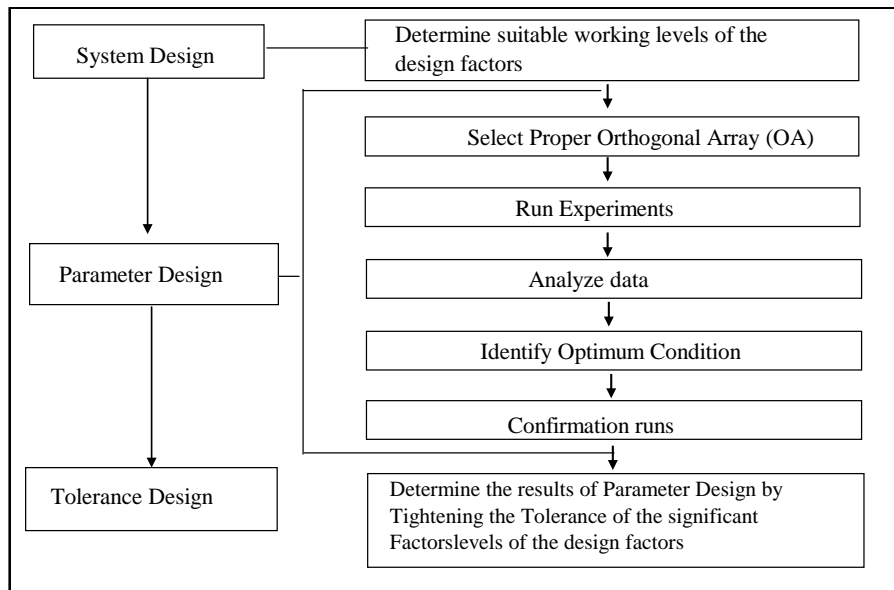 System Design
Determine suitable working levels of the
design factors
Select Proper Orthogonal Array (OA)
Run Experiments
Parameter Design
Analyze data
Identify Optimum Condition
Confirmation runs
Tolerance Design
Determine the results of Parameter Design by
Tightening the Tolerance of the significant
Factorslevels of the design factors